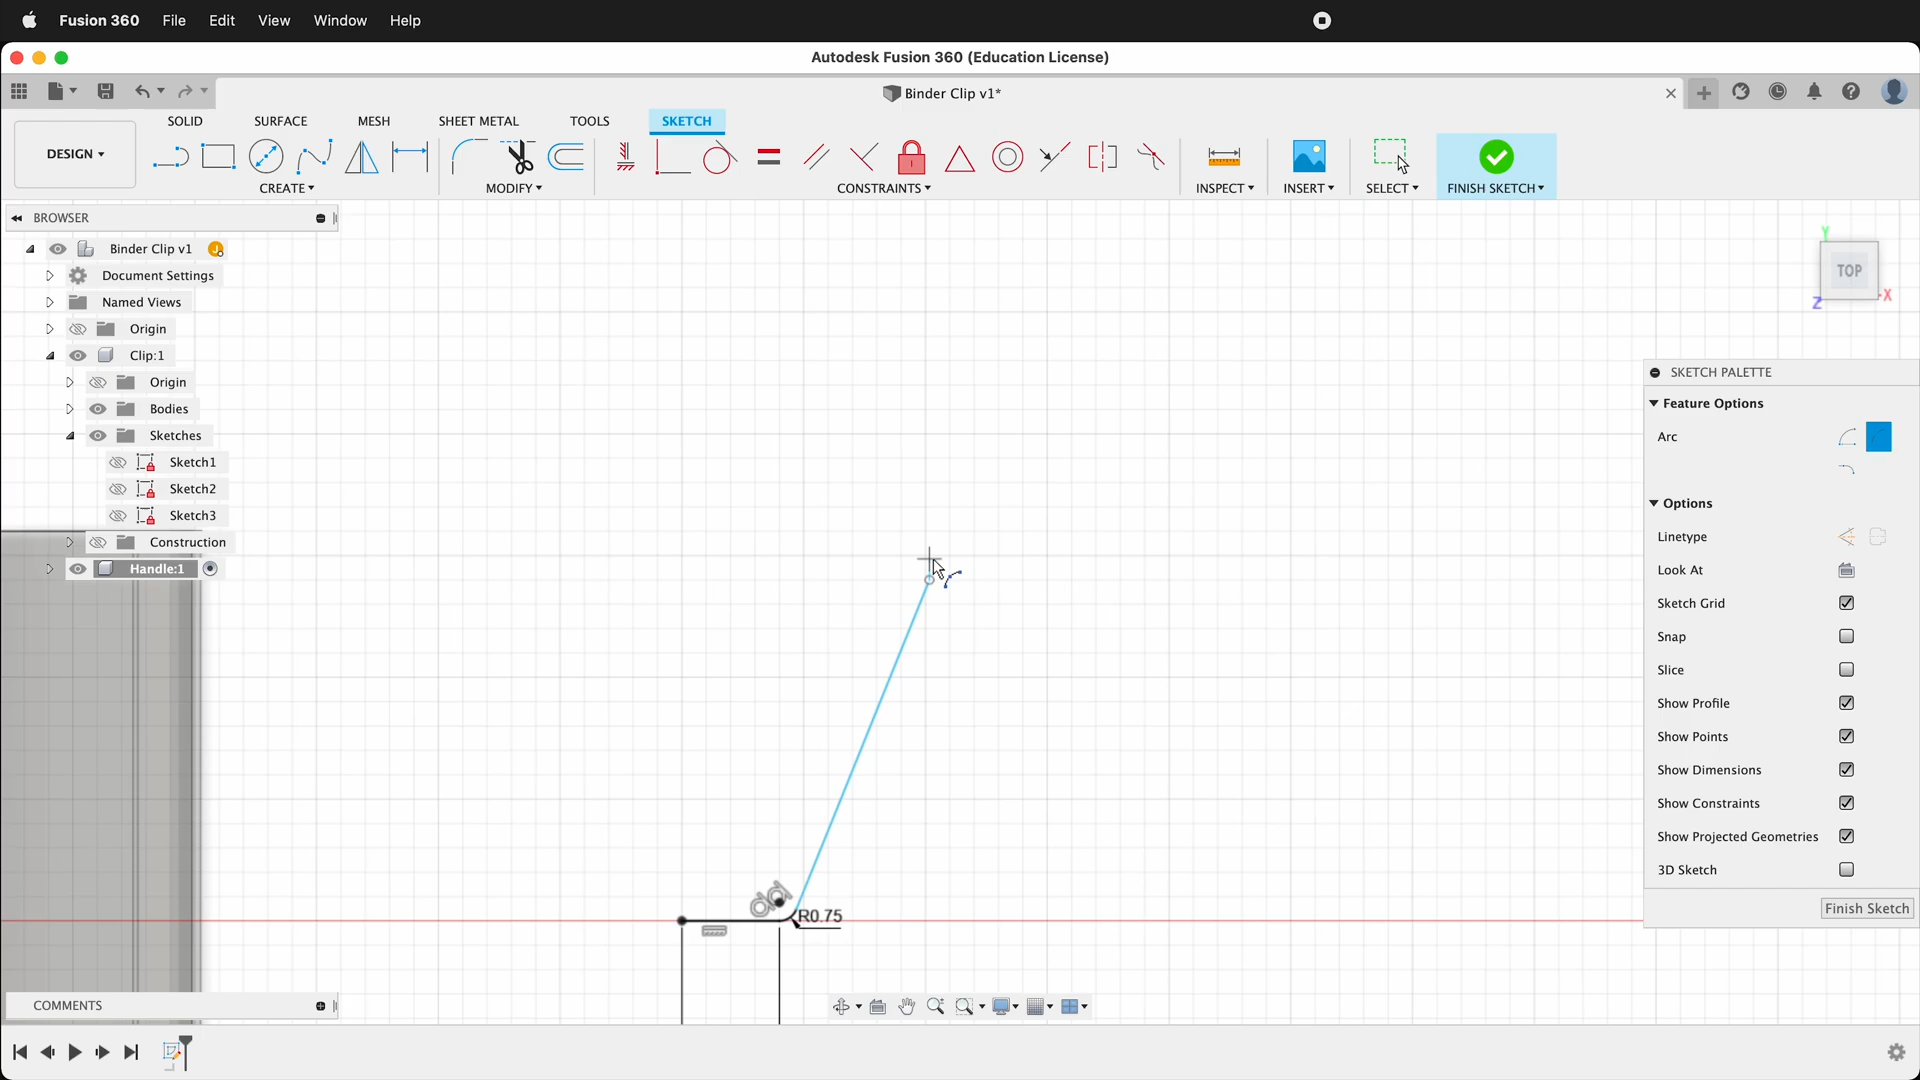 Fusion 360 File Edit View Window Help
Autodesk Fusion 360 (Education License)
Binder Clip v1*
SOLID SURFACE MESH SHEET METAL TOOLS SKETCH
DESIGN
CREATE MODIFY CONSTRAINTS INSPECT INSERT SELECT FINISH SKETCH
BROWSER
Binder Clip v1
Document Settings
Named Views
Origin
Clip:1
Origin
Bodies
Sketches
Sketch1
Sketch2
Sketch3
Construction
Handle:1
Y
TOP
X
Z
SKETCH PALETTE
Feature Options
Arc
Options
Linetype
Look At
Sketch Grid
Snap
Slice
Show Profile
Show Points
Show Dimensions
Show Constraints
Show Projected Geometries
3D Sketch
Finish Sketch
R0.75
COMMENTS